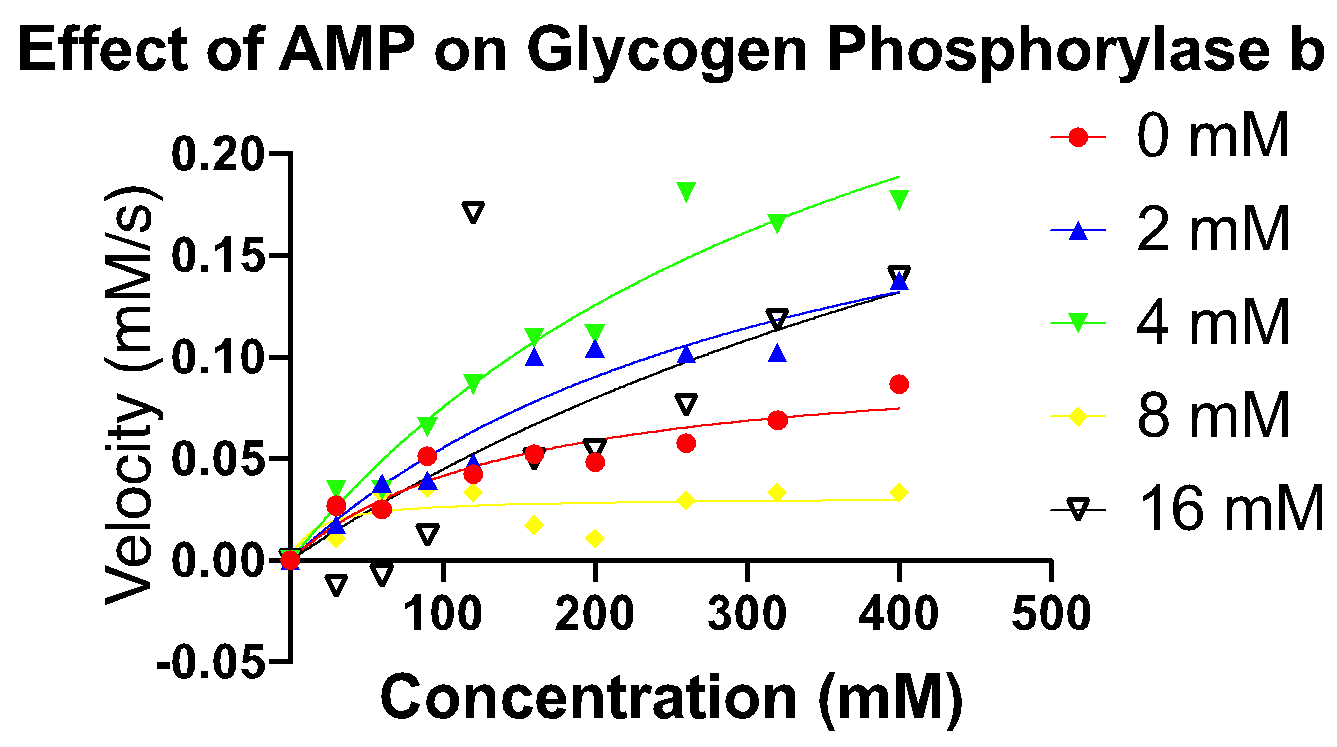 Effect of AMP on Glycogen Phosphorylase b
Velocity (mM/s)
0.20
0.15
0.10
0.05
0.00
-0.05
100 200 300 400 500
Concentration (mM)
0 mM
2 mM
4 mM
8 mM
16 mM